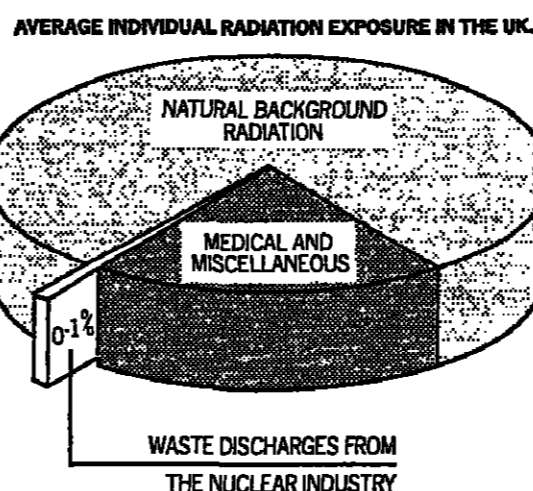 AVERAGE INDIVIDUAL RADIATION EXPOSURE IN THE UK.
NATURAL BACKGROUND
RADIATION
MEDICAL AND
MISCELLANEOUS
0·1%
WASTE DISCHARGES FROM
THE NUCLEAR INDUSTRY